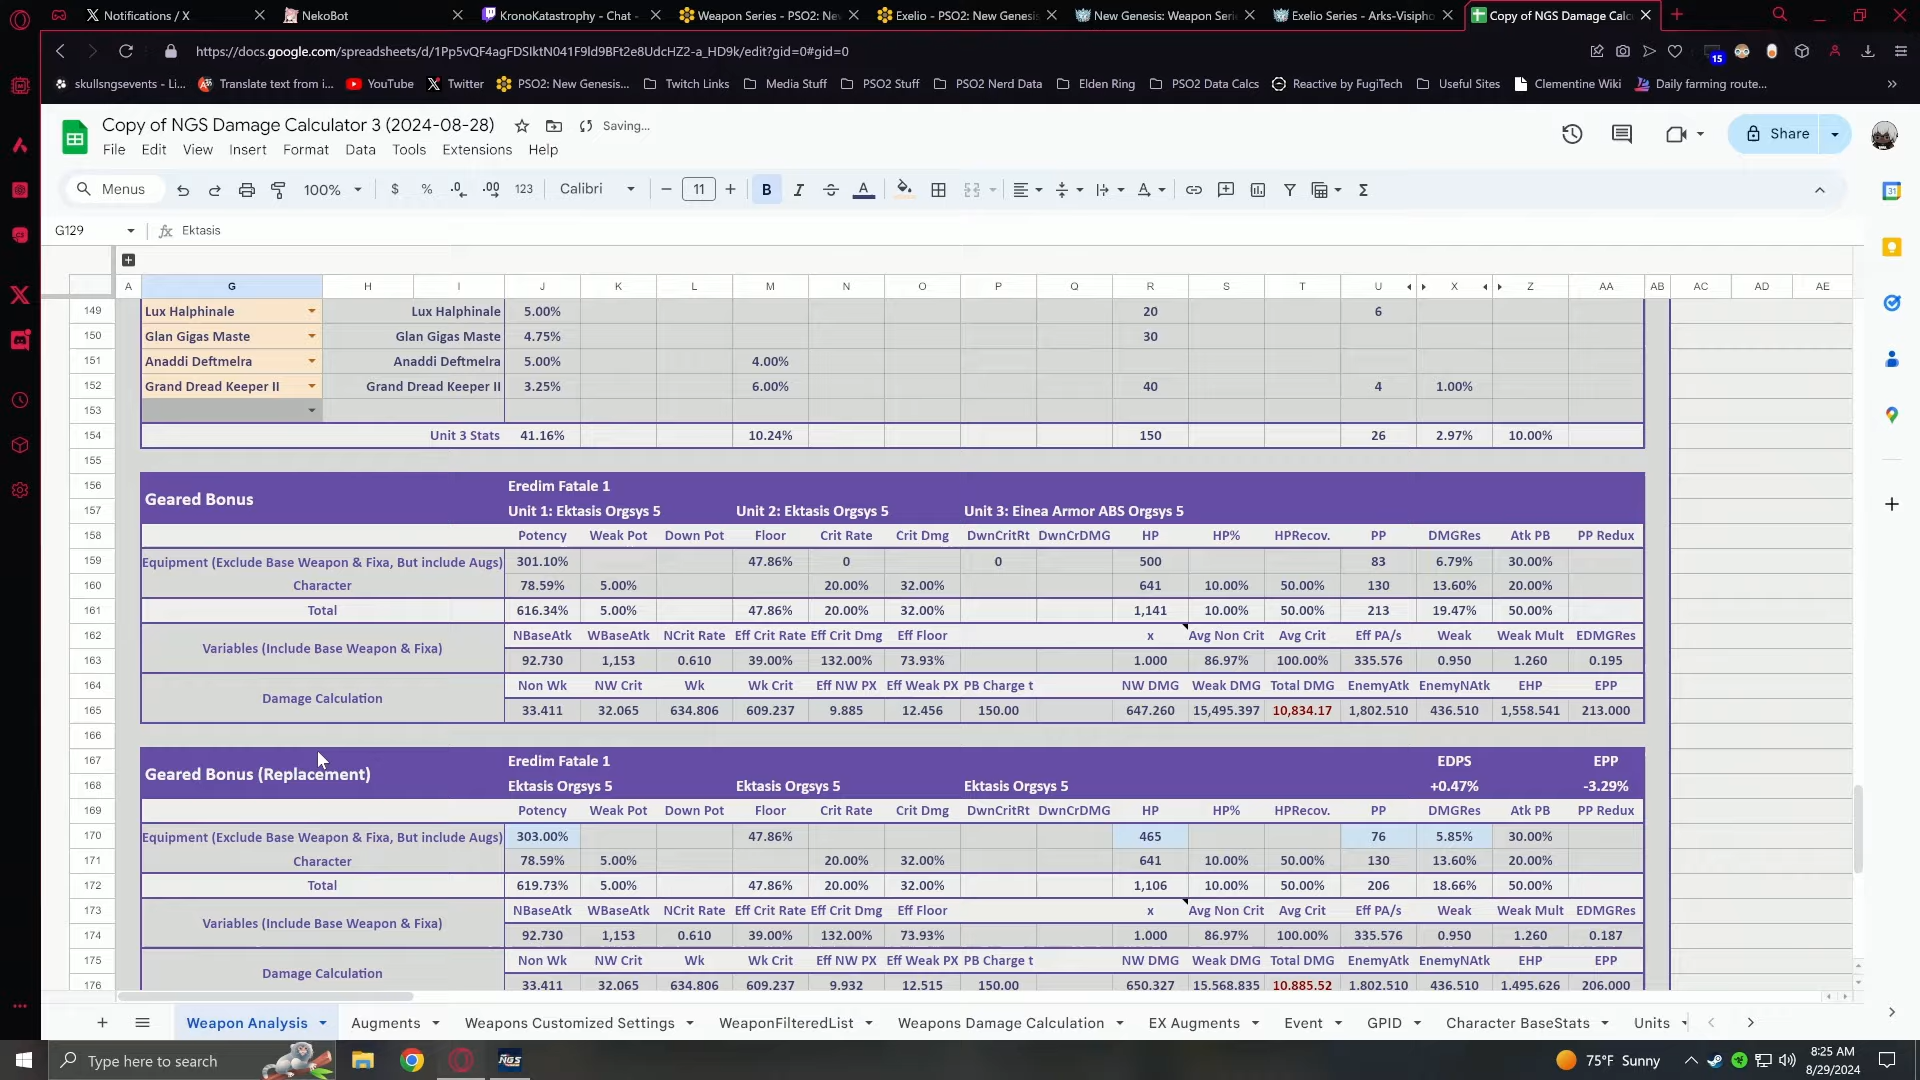 Notifications / X
NekoBot
KronoKatastrophy - Chat -
Weapon Series - PSO2: Ne
Exelio - PSO2: New Genesis
New Genesis: Weapon Seri
Exelio Series - Arks-Visiph
Copy of NGS Damage Calc
https://docs.google.com/spreadsheets/d/1Pp5vQF4agFDSIktN041F9Id9BFt2e8UdcHZ2-a_HD9k/edit?gid=0#gid=0
15
skullsngsevents - Li...
Translate text from i...
YouTube
Twitter
PSO2: New Genesis...
Twitch Links
Media Stuff
PSO2 Stuff
PSO2 Nerd Data
Elden Ring
PSO2 Data Calcs
Reactive by FugiTech
Useful Sites
Clementine Wiki
Daily farming route...
Copy of NGS Damage Calculator 3 (2024-08-28)
Saving...
Share
File Edit View Insert Format Data Tools Extensions Help
Menus 100% $ % .0 .00 123 Calibri 11 B I A Σ
G129 fx Ektasis
A G H I J K L M N O P Q R S T U X Z AA AB AC AD AE
149 Lux Halphinale Lux Halphinale 5.00% 20 6
150 Glan Gigas Maste Glan Gigas Maste 4.75% 30
151 Anaddi Deftmelra Anaddi Deftmelra 5.00% 4.00%
152 Grand Dread Keeper II Grand Dread Keeper II 3.25% 6.00% 40 4 1.00%
153
154 Unit 3 Stats 41.16% 10.24% 150 26 2.97% 10.00%
155
156 Eredim Fatale 1
Geared Bonus
157 Unit 1: Ektasis Orgsys 5 Unit 2: Ektasis Orgsys 5 Unit 3: Einea Armor ABS Orgsys 5
158 Potency Weak Pot Down Pot Floor Crit Rate Crit Dmg DwnCritRt DwnCrDMG HP HP% HPRecov. PP DMGRes Atk PB PP Redux
159 Equipment (Exclude Base Weapon & Fixa, But include Augs) 301.10% 47.86% 0 0 500 83 6.79% 30.00%
160 Character 78.59% 5.00% 20.00% 32.00% 641 10.00% 50.00% 130 13.60% 20.00%
161 Total 616.34% 5.00% 47.86% 20.00% 32.00% 1,141 10.00% 50.00% 213 19.47% 50.00%
162 NBaseAtk WBaseAtk NCrit Rate Eff Crit Rate Eff Crit Dmg Eff Floor x Avg Non Crit Avg Crit Eff PA/s Weak Weak Mult EDMGRes
Variables (Include Base Weapon & Fixa)
163 92.730 1,153 0.610 39.00% 132.00% 73.93% 1.000 86.97% 100.00% 335.576 0.950 1.260 0.195
164 Non Wk NW Crit Wk Wk Crit Eff NW PX Eff Weak PX PB Charge t NW DMG Weak DMG Total DMG EnemyAtk EnemyNAtk EHP EPP
Damage Calculation
165 33.411 32.065 634.806 609.237 9.885 12.456 150.00 647.260 15,495.397 10,834.17 1,802.510 436.510 1,558.541 213.000
166
167 Eredim Fatale 1 EDPS EPP
Geared Bonus (Replacement)
168 Ektasis Orgsys 5 Ektasis Orgsys 5 Ektasis Orgsys 5 +0.47% -3.29%
169 Potency Weak Pot Down Pot Floor Crit Rate Crit Dmg DwnCritRt DwnCrDMG HP HP% HPRecov. PP DMGRes Atk PB PP Redux
170 Equipment (Exclude Base Weapon & Fixa, But include Augs) 303.00% 47.86% 465 76 5.85% 30.00%
171 Character 78.59% 5.00% 20.00% 32.00% 641 10.00% 50.00% 130 13.60% 20.00%
172 Total 619.73% 5.00% 47.86% 20.00% 32.00% 1,106 10.00% 50.00% 206 18.66% 50.00%
173 NBaseAtk WBaseAtk NCrit Rate Eff Crit Rate Eff Crit Dmg Eff Floor x Avg Non Crit Avg Crit Eff PA/s Weak Weak Mult EDMGRes
Variables (Include Base Weapon & Fixa)
174 92.730 1,153 0.610 39.00% 132.00% 73.93% 1.000 86.97% 100.00% 335.576 0.950 1.260 0.187
175 Non Wk NW Crit Wk Wk Crit Eff NW PX Eff Weak PX PB Charge t NW DMG Weak DMG Total DMG EnemyAtk EnemyNAtk EHP EPP
Damage Calculation
176 33.411 32.065 634.806 609.237 9.932 12.515 150.00 650.327 15,568.835 10,885.52 1,802.510 436.510 1,495.626 206.000
Weapon Analysis Augments Weapons Customized Settings WeaponFilteredList Weapons Damage Calculation EX Augments Event GPID Character BaseStats Units
Type here to search
NGS
75°F Sunny
8:25 AM
8/29/2024
31